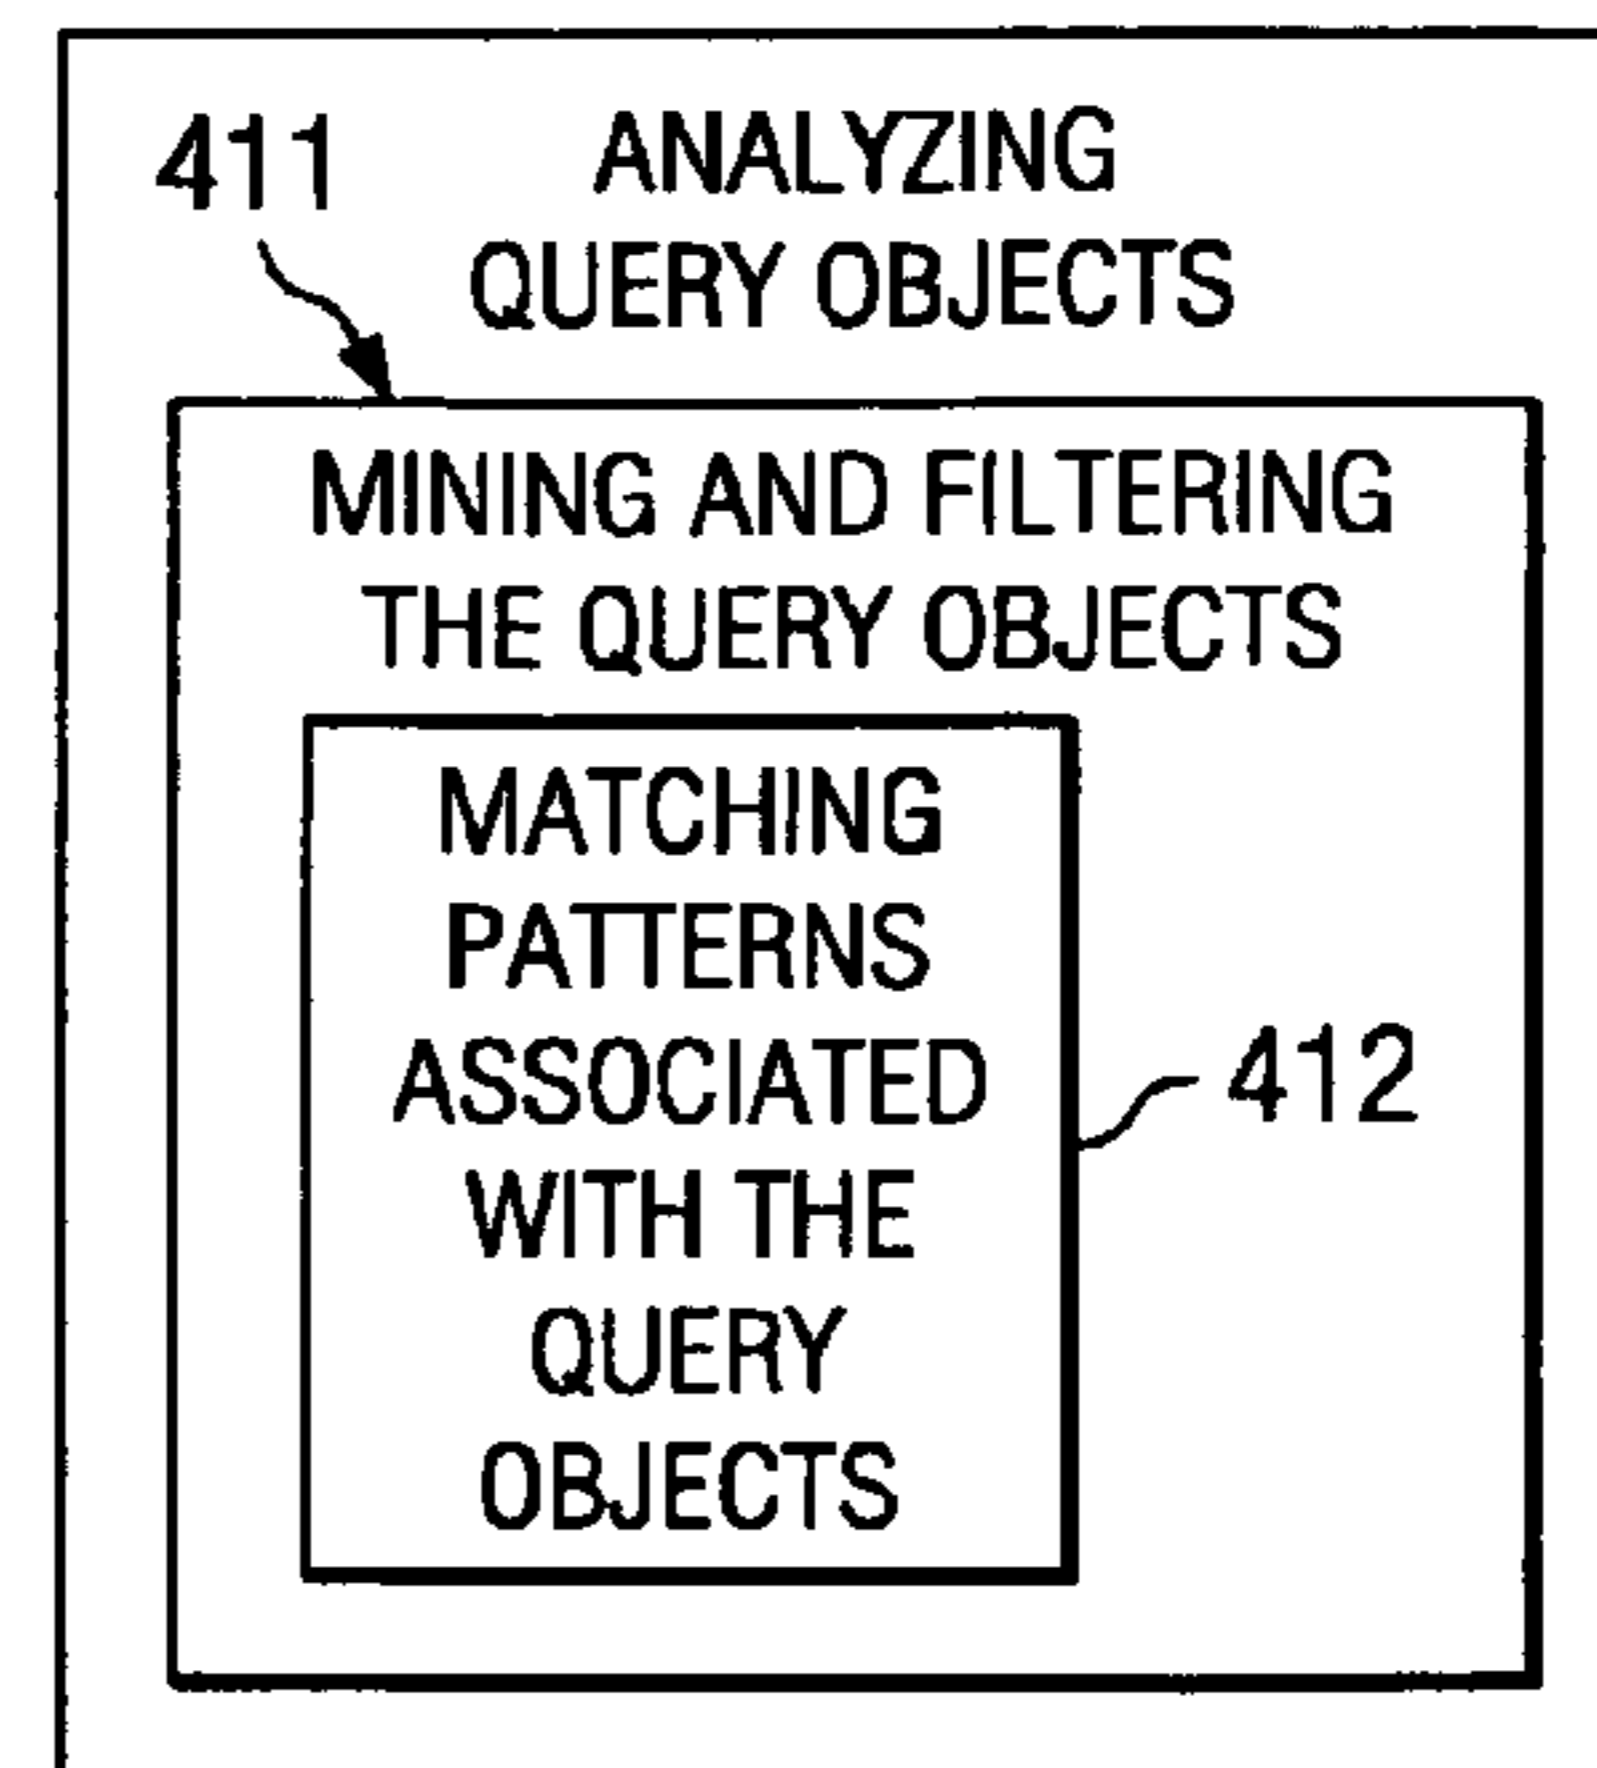 411
ANALYZING
QUERY OBJECTS
MINING AND FILTERING
THE QUERY OBJECTS
MATCHING
PATTERNS
ASSOCIATED
WITH THE
QUERY
OBJECTS
412